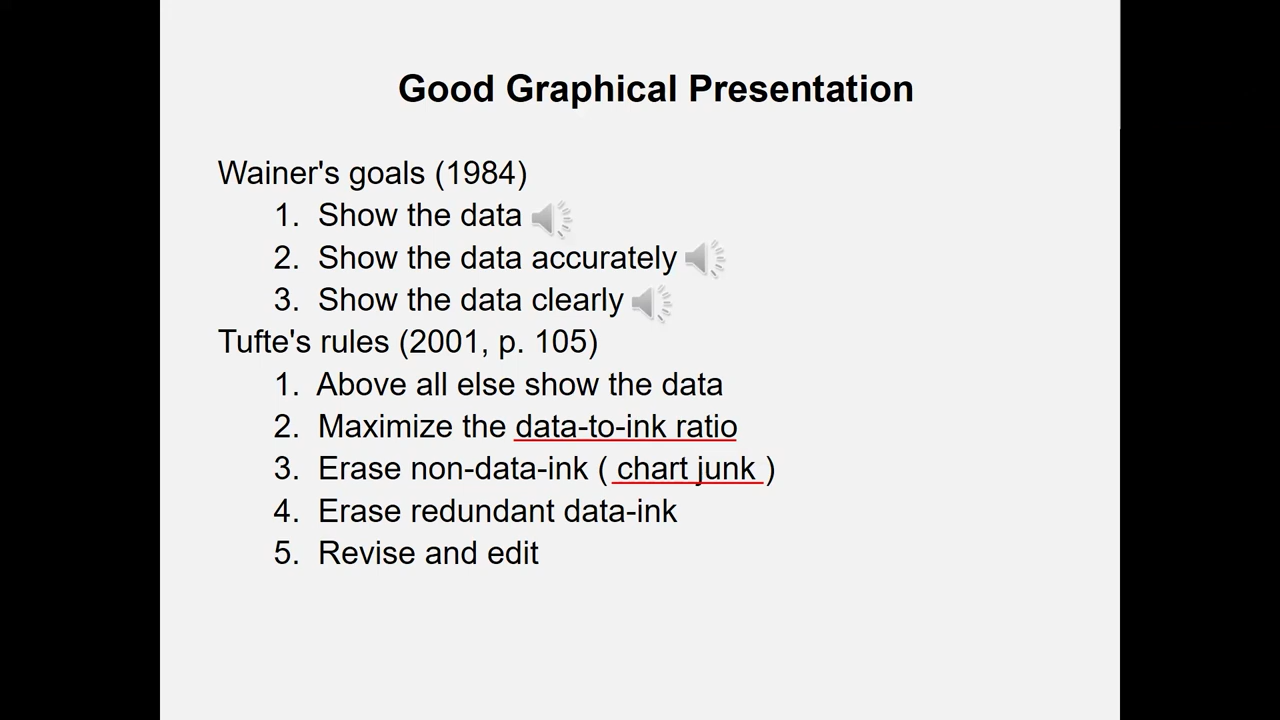 Good Graphical Presentation
Wainer's goals (1984)
1. Show the data
2. Show the data accurately
3. Show the data clearly
Tufte's rules (2001, p. 105)
1. Above all else show the data
2. Maximize the data-to-ink ratio
3. Erase non-data-ink ( chart junk )
4. Erase redundant data-ink
5. Revise and edit